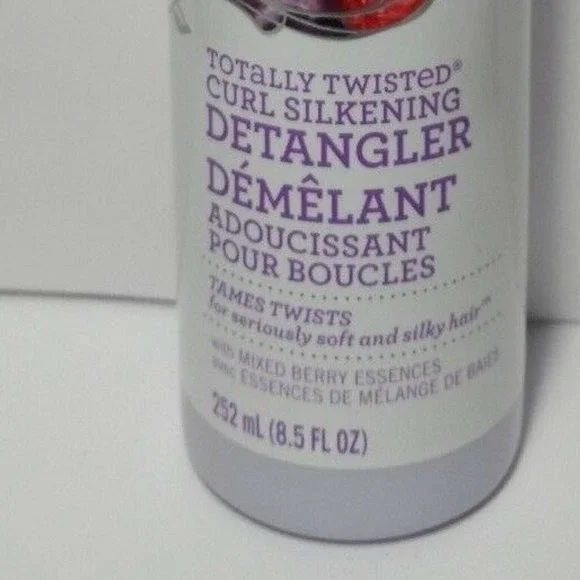 TOTaLLY TWISTeD®
CURL SILKENING
DETANGLER
DÉMÊLANT
ADOUCISSANT
POUR BOUCLES
TAMES TWISTS
for seriously soft and silky hair™
with MIXED BERRY ESSENCES
avec ESSENCES DE MÉLANGE DE BAIES
252 mL (8.5 FL OZ)